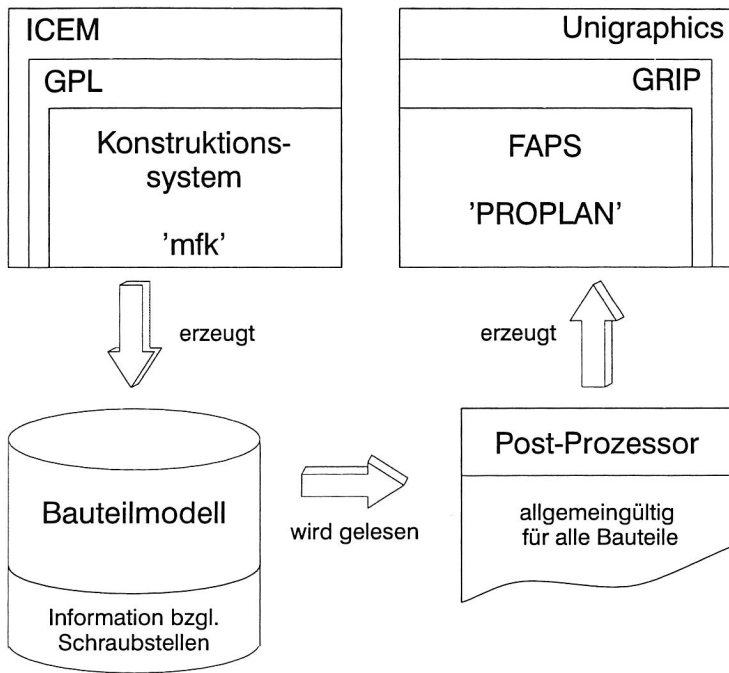 ICEM
GPL
Konstruktions-
system
'mfk'
Unigraphics
GRIP
FAPS
'PROPLAN'
erzeugt
erzeugt
Bauteilmodell
Information bzgl.
Schraubstellen
wird gelesen
Post-Prozessor
allgemeingültig
für alle Bauteile